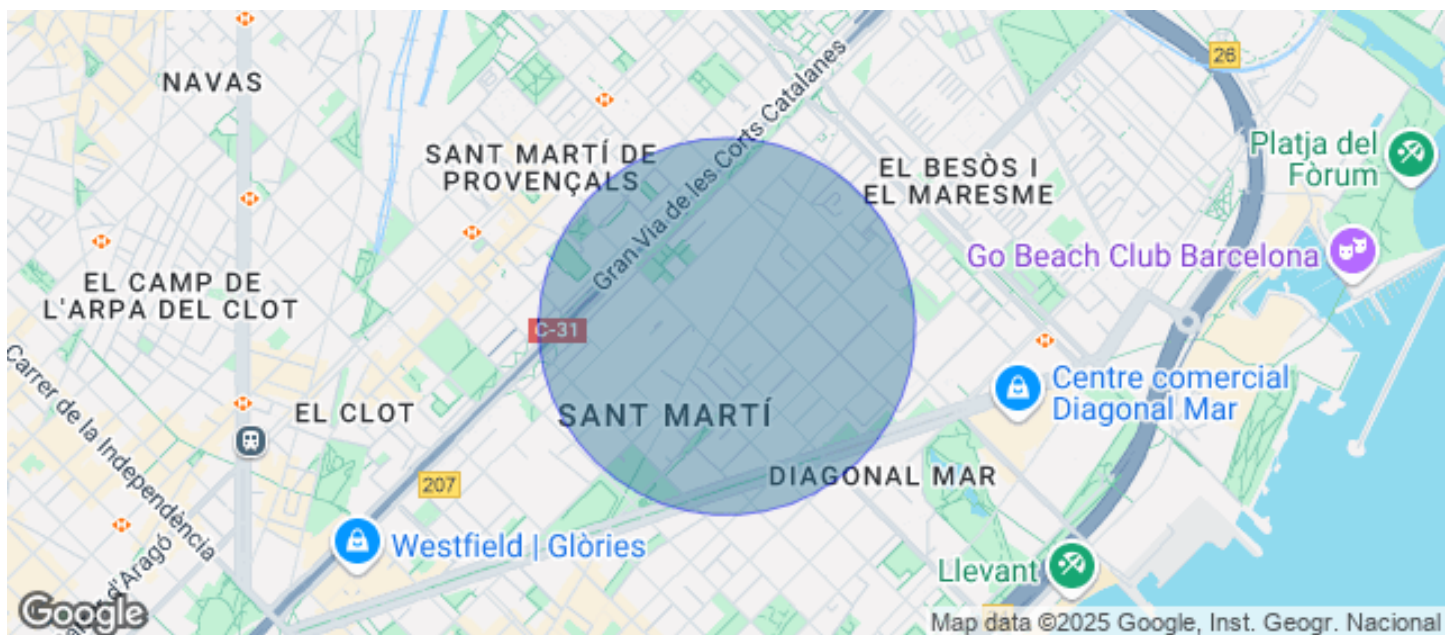 NAVAS
SANT MARTÍ DE
PROVENÇALS
Gran Via de les Corts Catalanes
26
EL BESÒS I
EL MARESME
Platja del
Fòrum
Go Beach Club Barcelona
EL CAMP DE
L'ARPA DEL CLOT
C-31
Carrer de la Independència
EL CLOT
SANT MARTÍ
Centre comercial
Diagonal Mar
DIAGONAL MAR
207
Westfield | Glòries
Llevant
d'Aragó
Google
Map data ©2025 Google, Inst. Geogr. Nacional